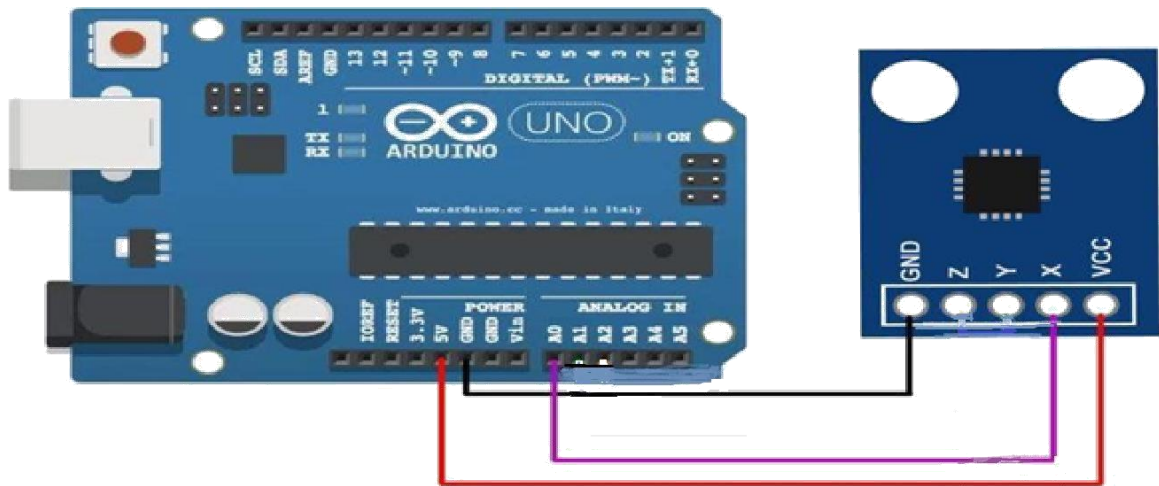 SCL SDA AREF GND 13 12 ~11 ~10 ~9 8 7 6 5 4 3 2 TX→1 RX←0
DIGITAL (PWM~)
1
TX
RX
UNO
ON
ARDUINO
www.arduino.cc - made in Italy
POWER
ANALOG IN
IOREF RESET 3.3V 5V GND GND Vin A0 A1 A2 A3 A4 A5
GND Z Y X VCC